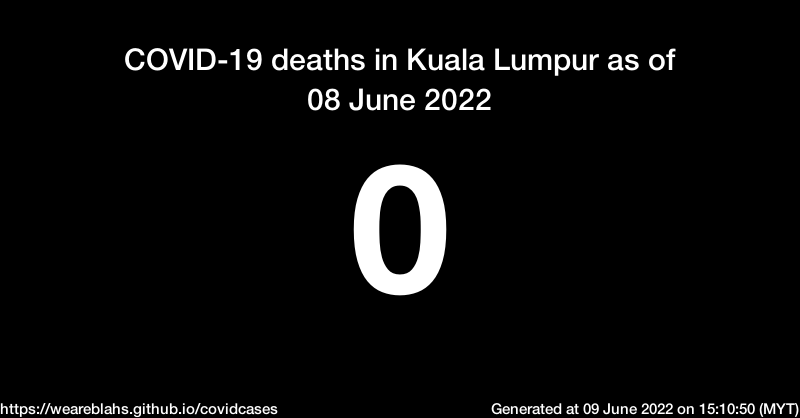 COVID-19 deaths in Kuala Lumpur as of
08 June 2022
0
https://weareblahs.github.io/covidcases
Generated at 09 June 2022 on 15:10:50 (MYT)